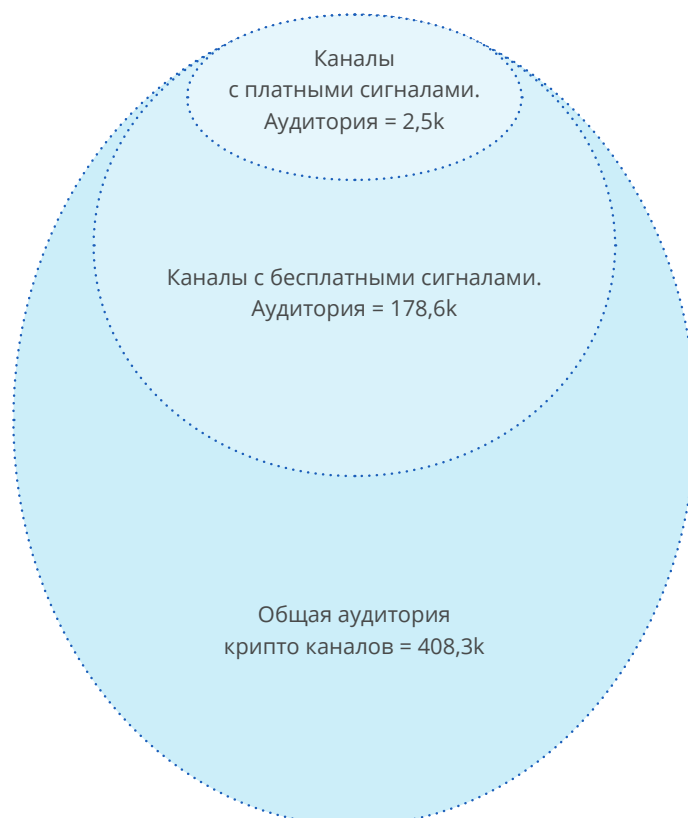 Каналы
с платными сигналами.
Аудитория = 2,5k
Каналы с бесплатными сигналами.
Аудитория = 178,6k
Общая аудитория
крипто каналов = 408,3k